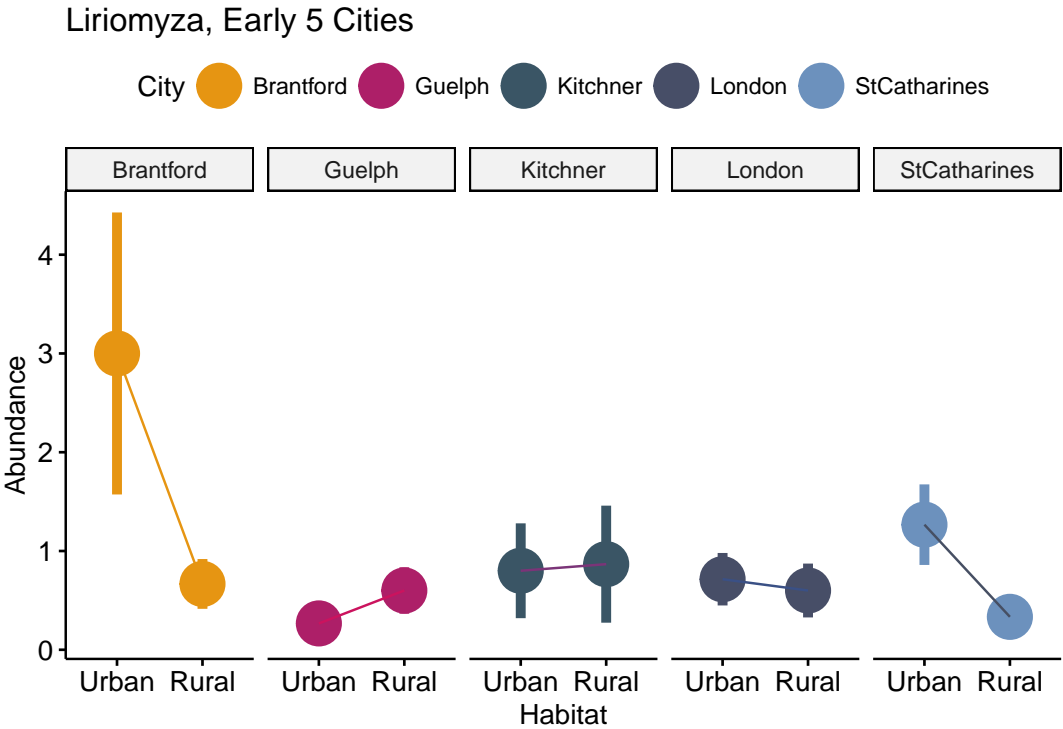 Liriomyza, Early 5 Cities
City Brantford Guelph Kitchner London StCatharines
Brantford Guelph Kitchner London StCatharines
4
3
2
1
0
Abundance
Urban Rural Urban Rural Urban Rural Urban Rural Urban Rural
Habitat